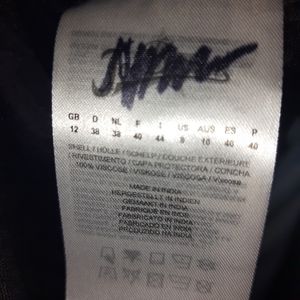 GB D NL F I US AUS ES P
12 38 38 40 44 8 10 40 40
SHELL / HÜLLE / SCHELP / COUCHE EXTERIEURE
/ RIVESTIMENTO / CAPA PROTECTORA / CONCHA
100% VISCOSE / VISKOSE / VISCOSA / VISCOSE
MADE IN INDIA
HERGESTELLT IN INDIEN
GEMAAKT IN INDIA
FABRIQUÉ EN INDE
FABBRICATO IN INDIA
FABRICADO EN INDIA
PRODUZIDO NA INDIA